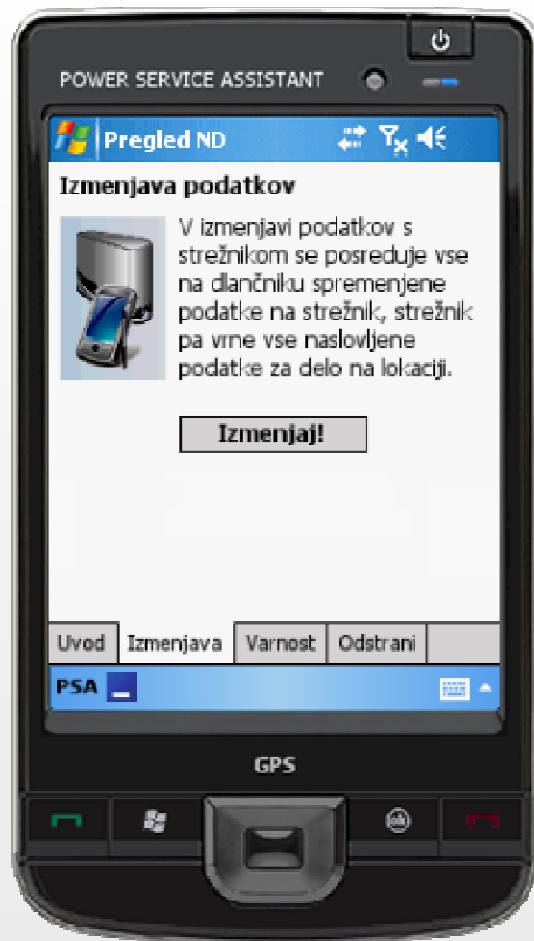 POWER SERVICE ASSISTANT
Pregled ND
Izmenjava podatkov
V izmenjavi podatkov s
strežnikom se posreduje vse
na dlančniku spremenjene
podatke na strežnik, strežnik
pa vrne vse naslovljene
podatke za delo na lokaciji.
Izmenjaj!
Uvod Izmenjava Varnost Odstrani
PSA
GPS
ok